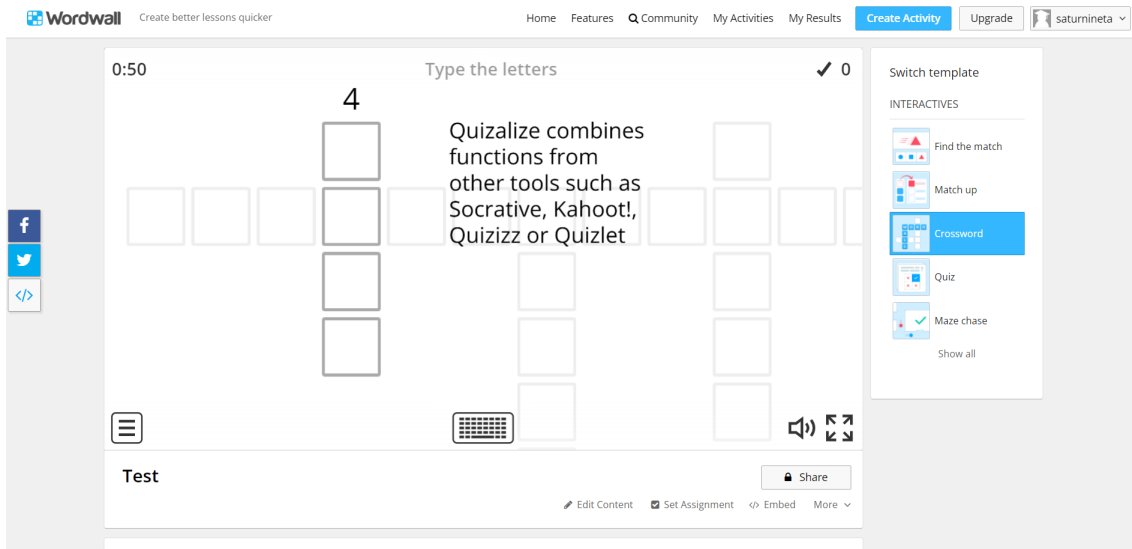 Wordwall
Create better lessons quicker
Home Features Community My Activities My Results Create Activity Upgrade saturnineta
0:50 Type the letters 0
4
Quizalize combines
functions from
other tools such as
Socrative, Kahoot!,
Quizizz or Quizlet
Switch template
INTERACTIVES
Find the match
Match up
Crossword
Quiz
Maze chase
Show all
f
</>
Test
Share
Edit Content Set Assignment </> Embed More